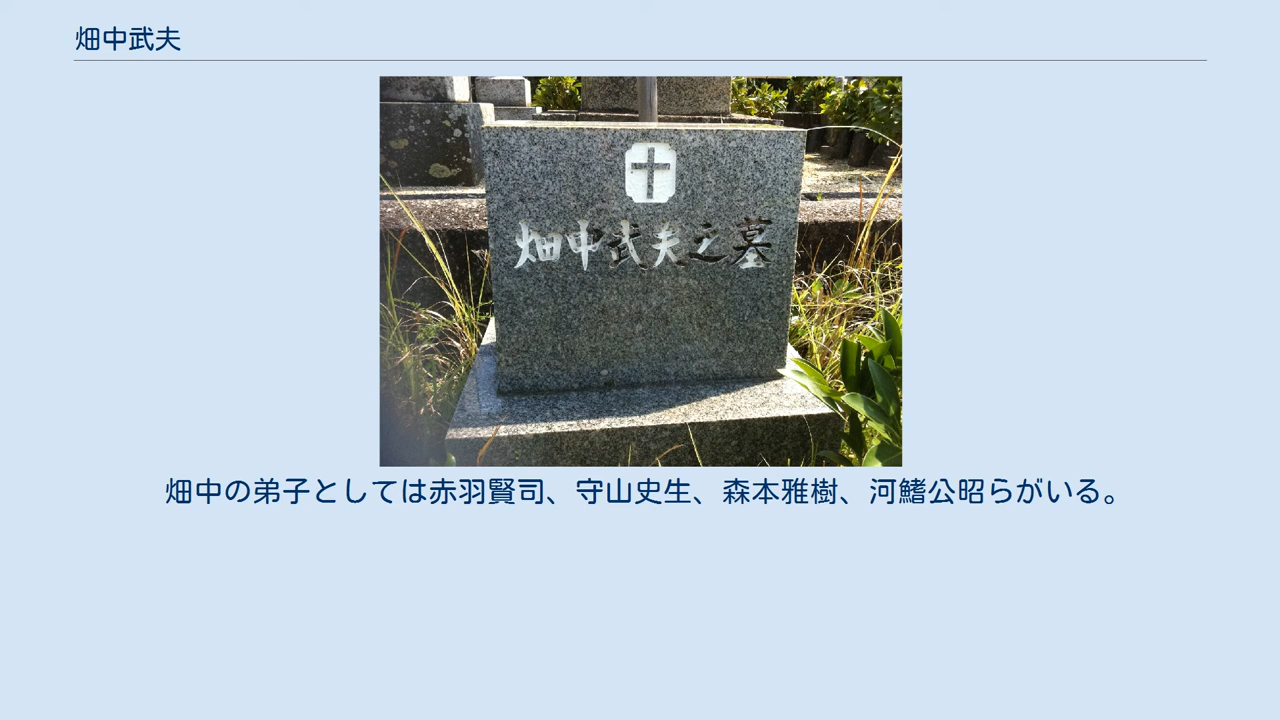 畑中武夫
畑中武夫之墓
畑中の弟子としては赤羽賢司、守山史生、森本雅樹、河鰭公昭らがいる。